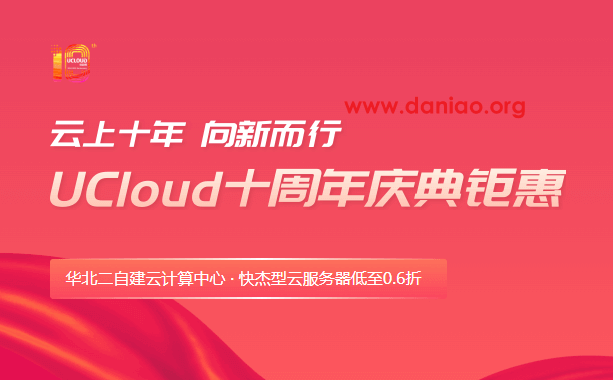 UCLOUD
www.daniao.org
云上十年 向新而行
UCloud十周年庆典钜惠
华北二自建云计算中心 · 快杰型云服务器低至0.6折